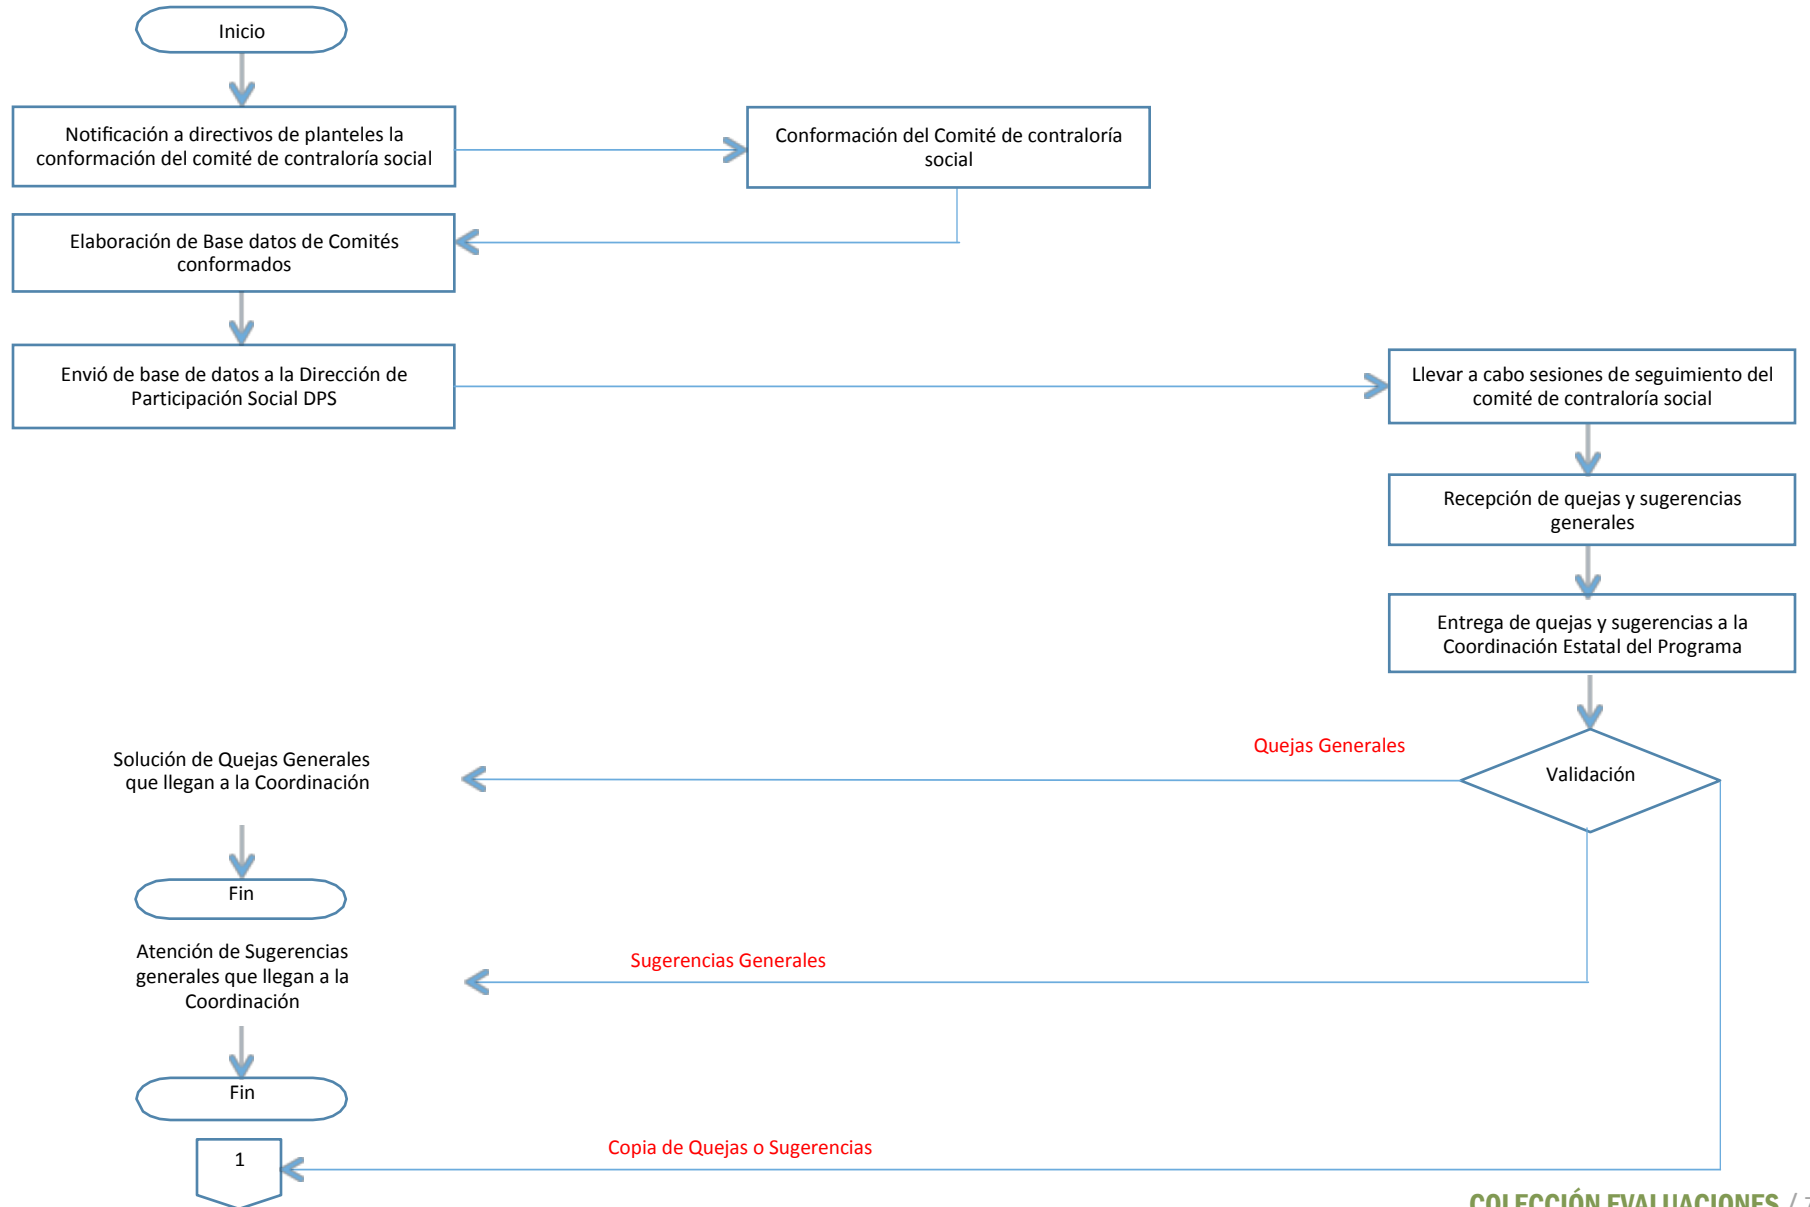 Inicio
Notificación a directivos de planteles la
conformación del comité de contraloría social
Conformación del Comité de contraloría
social
Elaboración de Base datos de Comités
conformados
Envió de base de datos a la Dirección de
Participación Social DPS
Llevar a cabo sesiones de seguimiento del
comité de contraloría social
Recepción de quejas y sugerencias
generales
Entrega de quejas y sugerencias a la
Coordinación Estatal del Programa
Quejas Generales
Validación
Solución de Quejas Generales
que llegan a la Coordinación
Fin
Atención de Sugerencias
generales que llegan a la
Coordinación
Sugerencias Generales
Fin
Copia de Quejas o Sugerencias
1
COLECCIÓN EVALUACIONES /